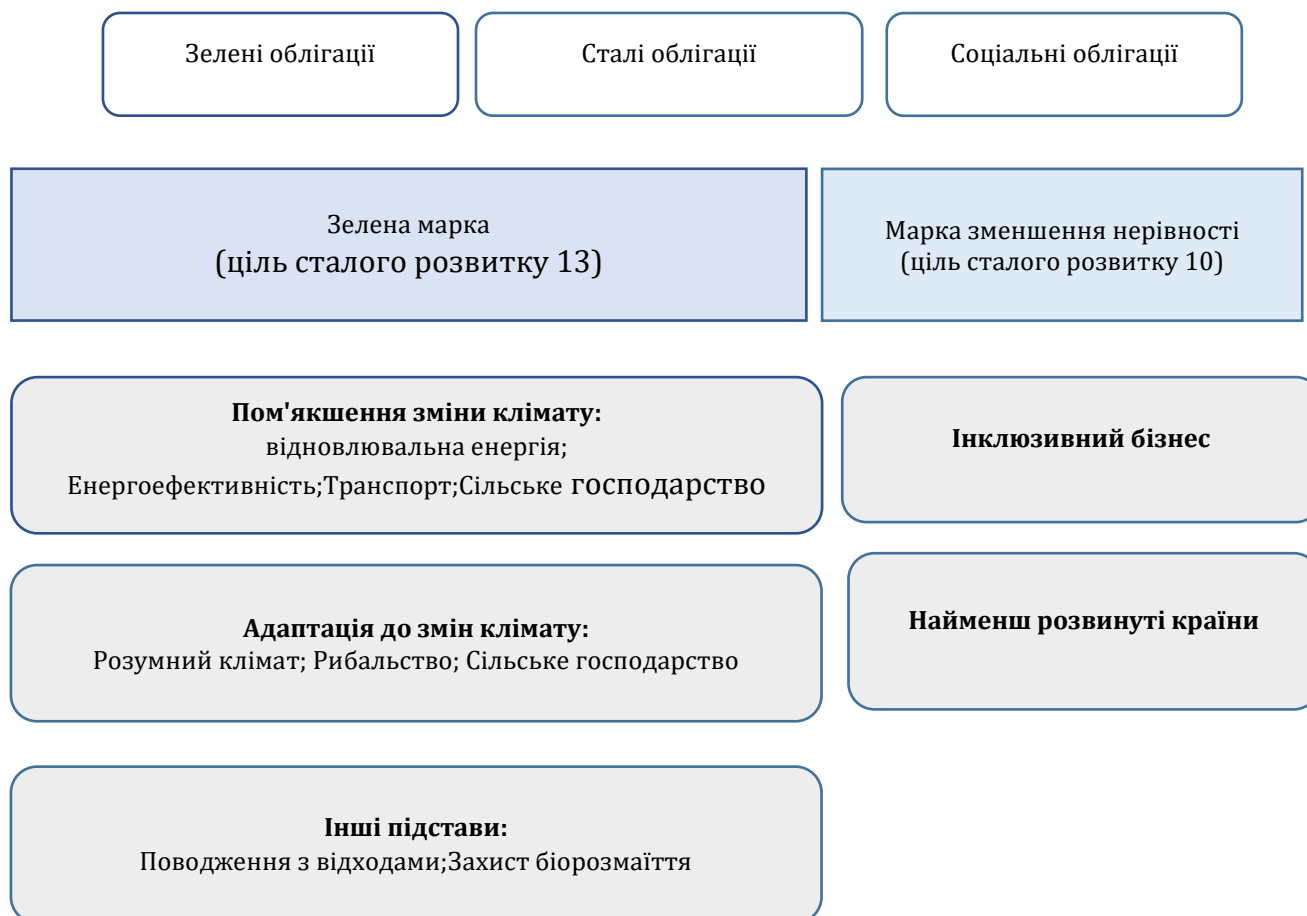 Зелені облігації
Сталі облігації
Соціальні облігації
Зелена марка
(ціль сталого розвитку 13)
Марка зменшення нерівності
(ціль сталого розвитку 10)
Пом'якшення зміни клімату:
відновлювальна енергія;
Енергоефективність;Транспорт;Сільське господарство
Інклюзивний бізнес
Адаптація до змін клімату:
Розумний клімат; Рибальство; Сільське господарство
Найменш розвинуті країни
Інші підстави:
Поводження з відходами;Захист біорозмаїття